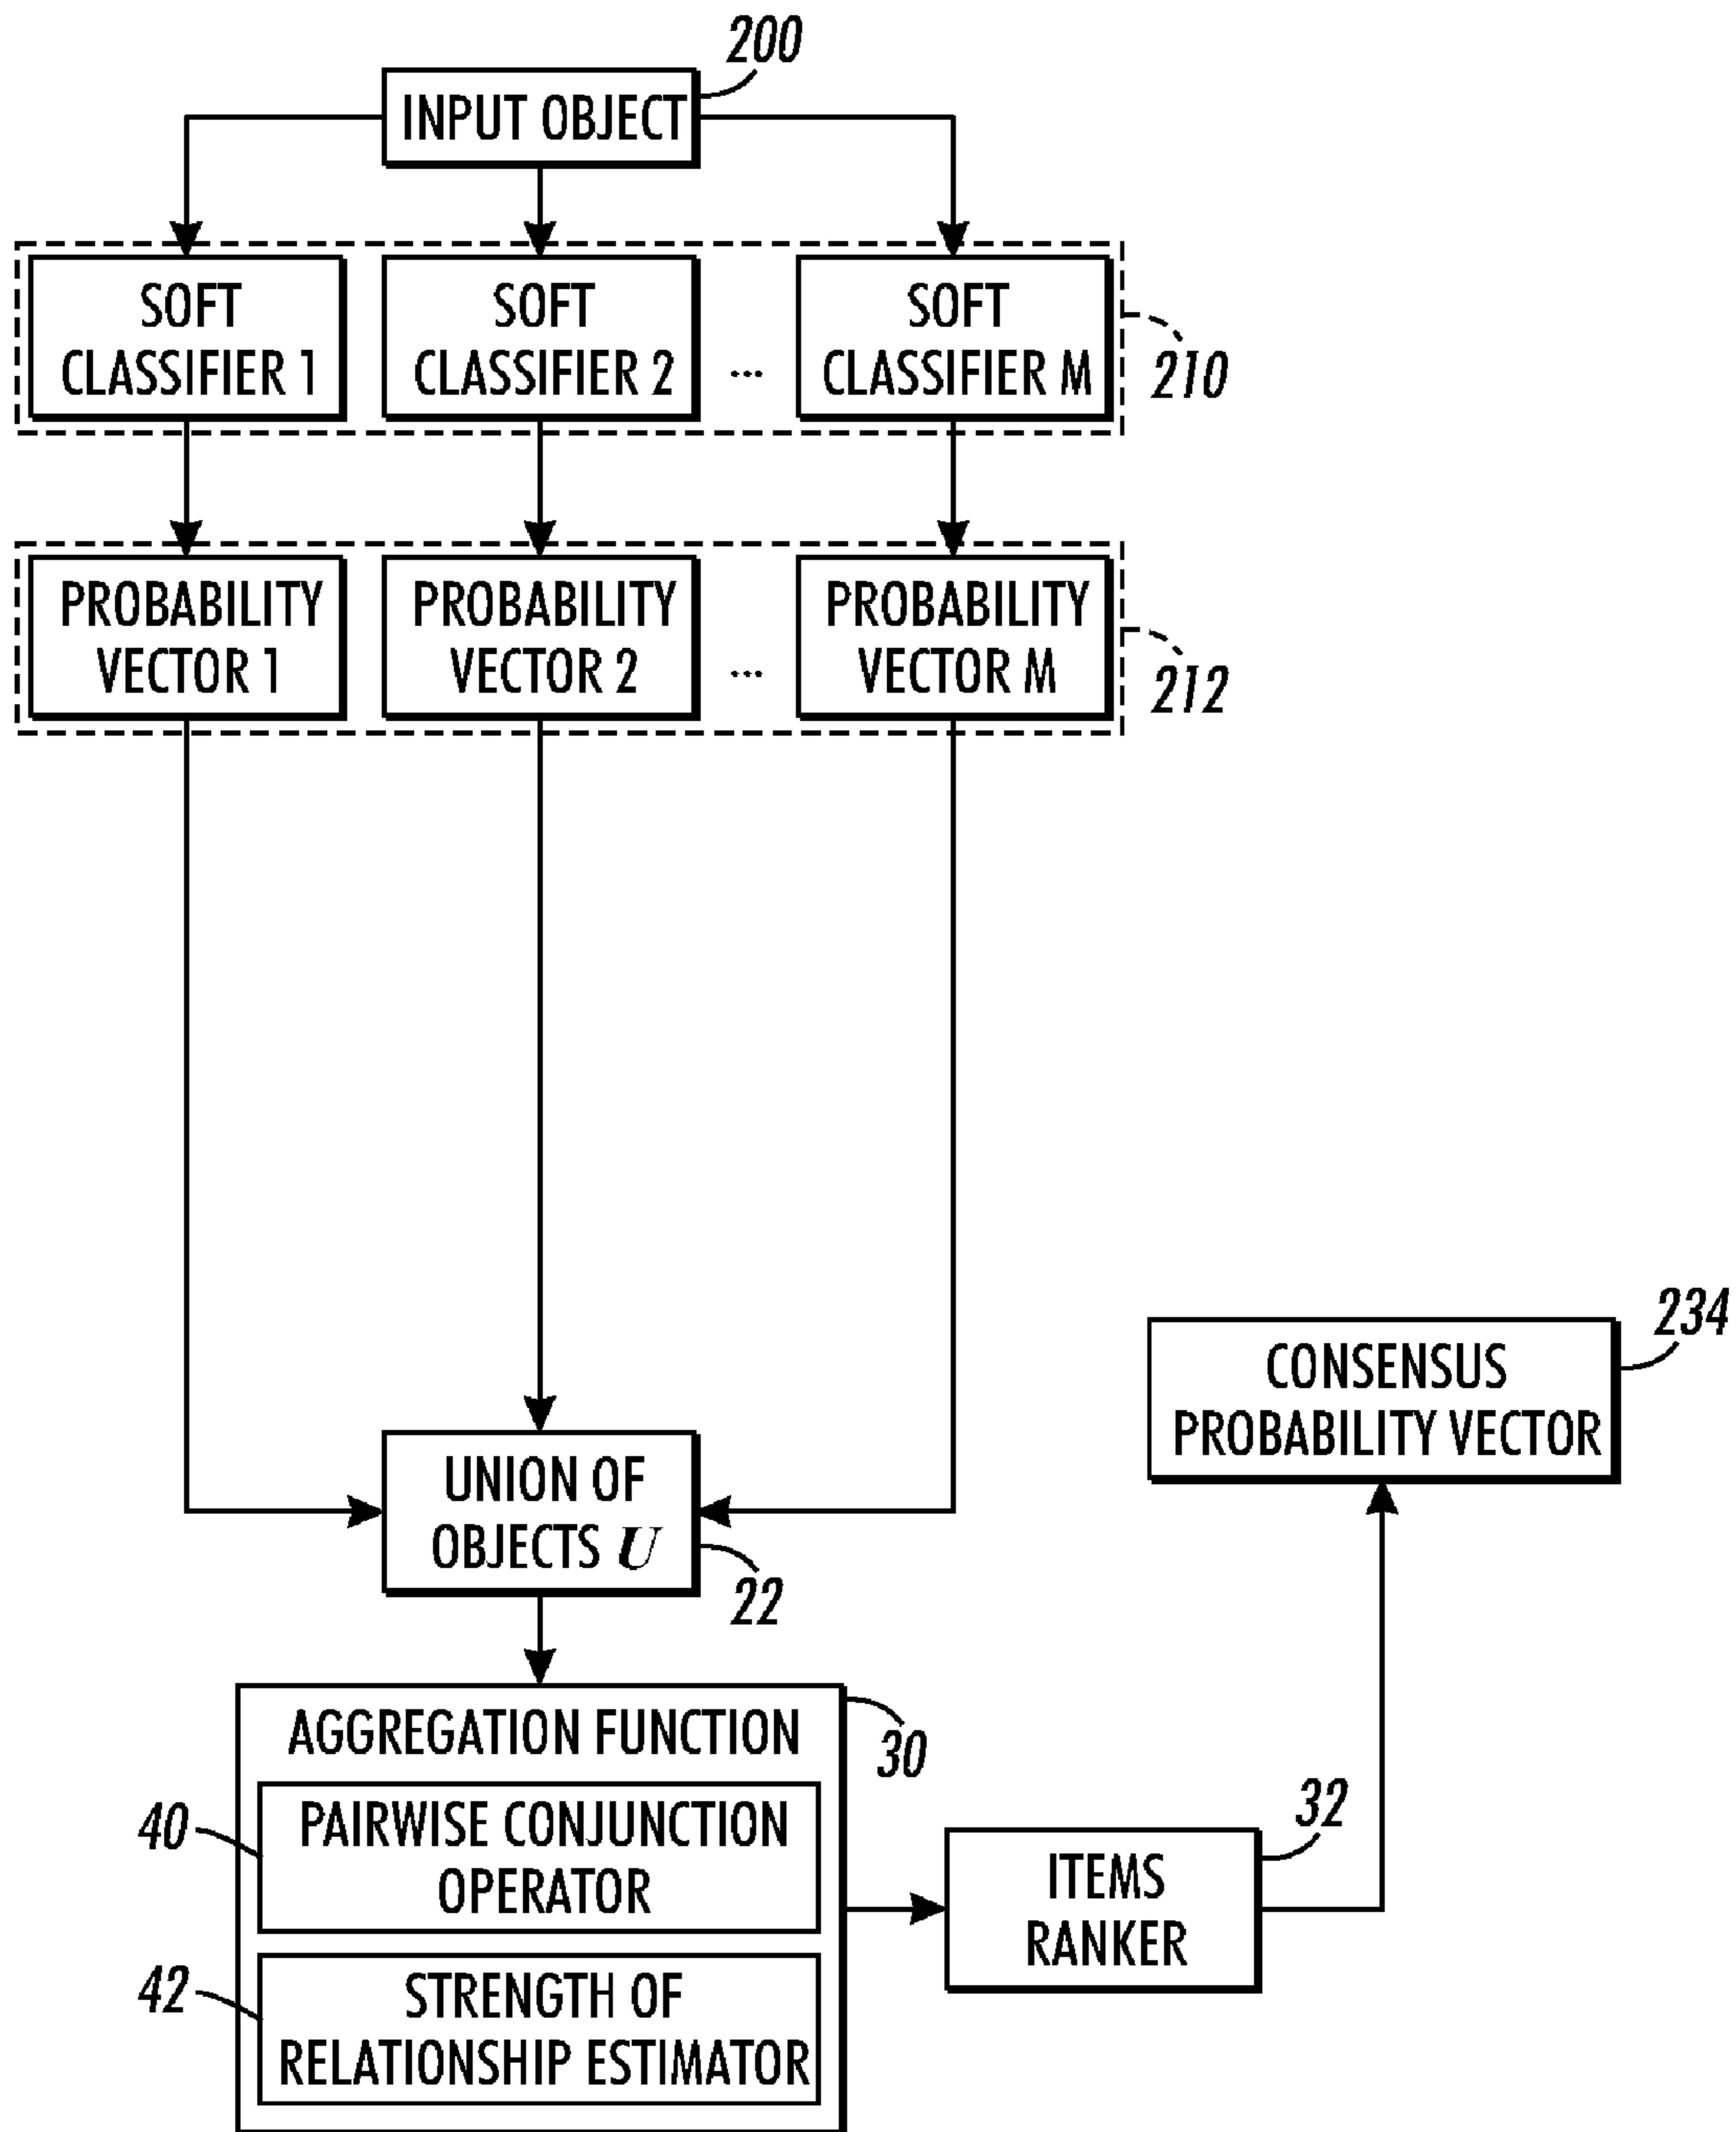 200
INPUT OBJECT
SOFT
CLASSIFIER 1
SOFT
CLASSIFIER 2
...
SOFT
CLASSIFIER M
210
PROBABILITY
VECTOR 1
PROBABILITY
VECTOR 2
...
PROBABILITY
VECTOR M
212
234
CONSENSUS
PROBABILITY VECTOR
UNION OF
OBJECTS U
22
AGGREGATION FUNCTION
30
40
PAIRWISE CONJUNCTION
OPERATOR
42
STRENGTH OF
RELATIONSHIP ESTIMATOR
32
ITEMS
RANKER